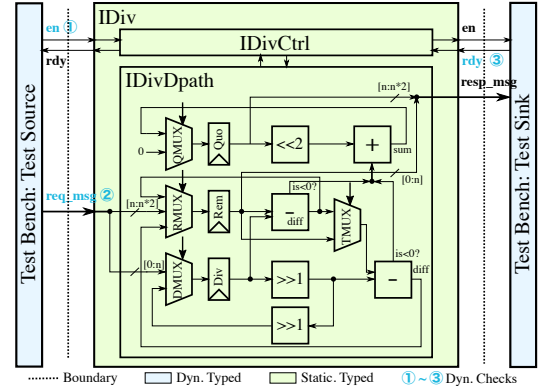 IDiv
en ①
en
IDivCtrl
rdy
rdy ③
IDivDpath
resp_msg
[n:n*2]
Test Bench: Test Source
Test Bench: Test Sink
QMUX
Quo
<<2
+
0
sum
req_msg ②
[n:n*2]
RMUX
Rem
is<0?
-
diff
TMUX
[0:n]
[0:n]
DMUX
Div
>>1
is<0?
-
diff
>>1
Boundary
Dyn. Typed
Static. Typed
①~③ Dyn. Checks